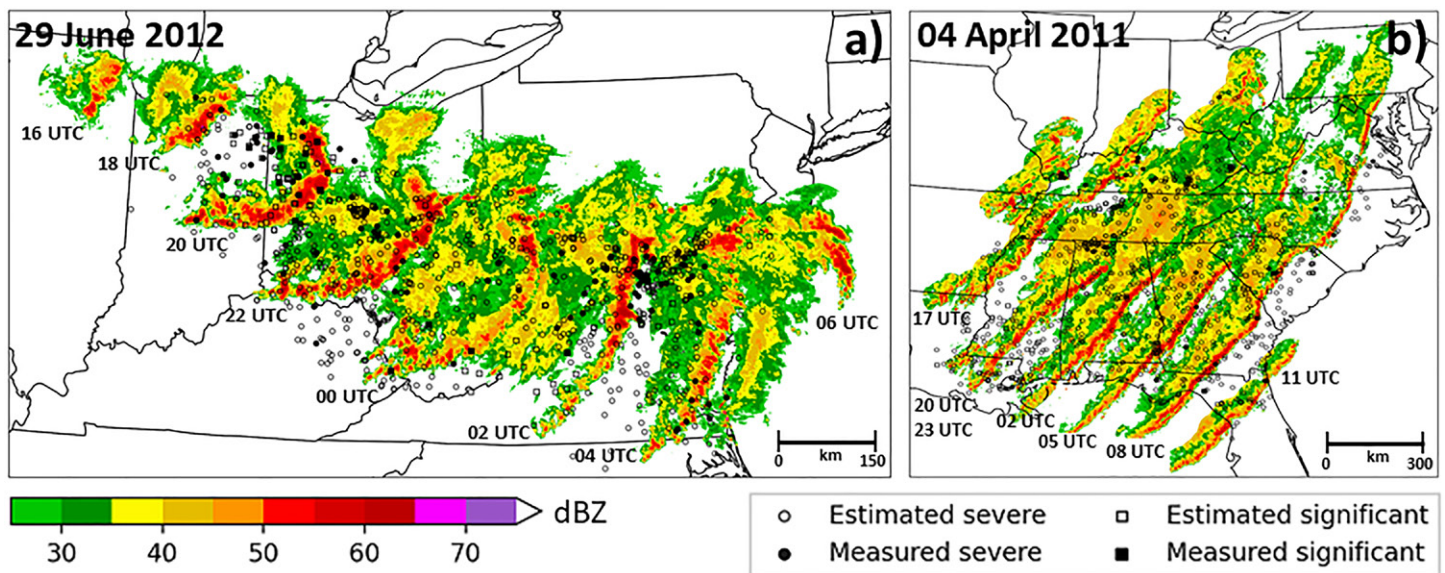 29 June 2012
a)
16 UTC
18 UTC
20 UTC
22 UTC
00 UTC
02 UTC
04 UTC
06 UTC
0 km 150
04 April 2011
b)
17 UTC
20 UTC
23 UTC
02 UTC
05 UTC
08 UTC
11 UTC
0 km 300
30 40 50 60 70
dBZ
Estimated severe
Estimated significant
Measured severe
Measured significant